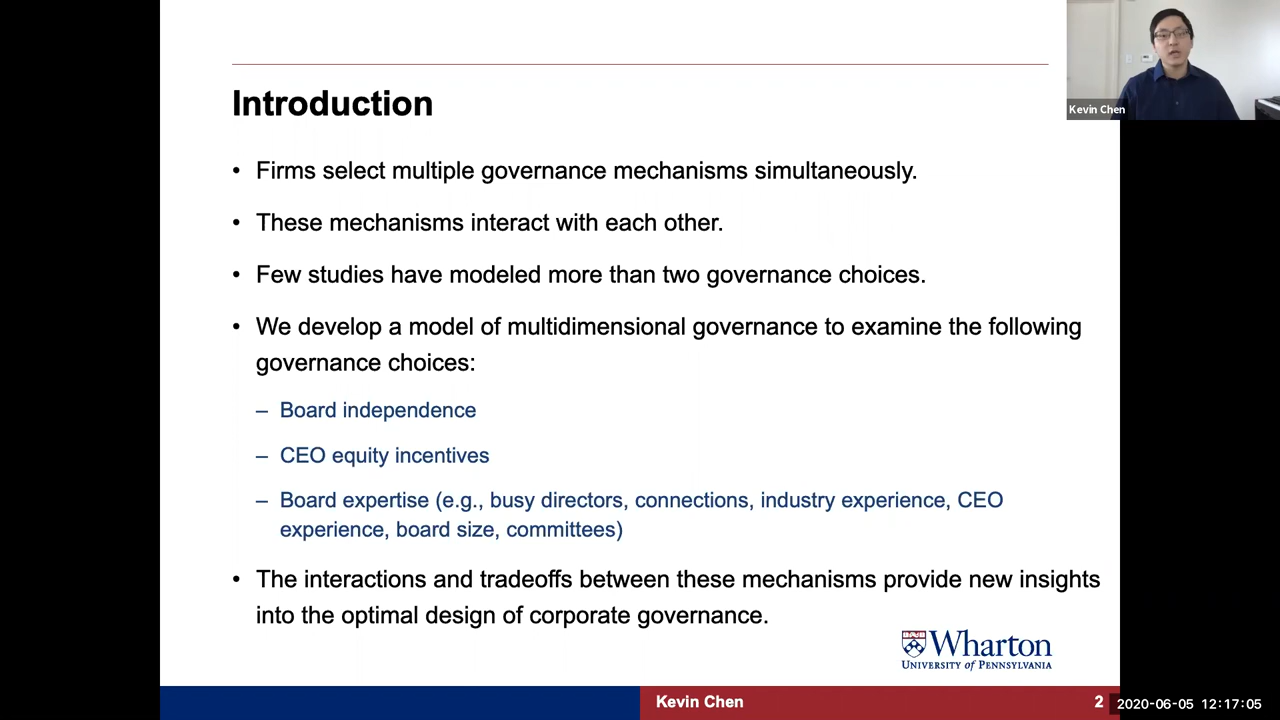 Introduction
• Firms select multiple governance mechanisms simultaneously.
• These mechanisms interact with each other.
• Few studies have modeled more than two governance choices.
• We develop a model of multidimensional governance to examine the following
governance choices:
– Board independence
– CEO equity incentives
– Board expertise (e.g., busy directors, connections, industry experience, CEO
experience, board size, committees)
• The interactions and tradeoffs between these mechanisms provide new insights
into the optimal design of corporate governance.
Wharton
UNIVERSITY of PENNSYLVANIA
Kevin Chen
2
Kevin Chen
2020-06-05 12:17:05